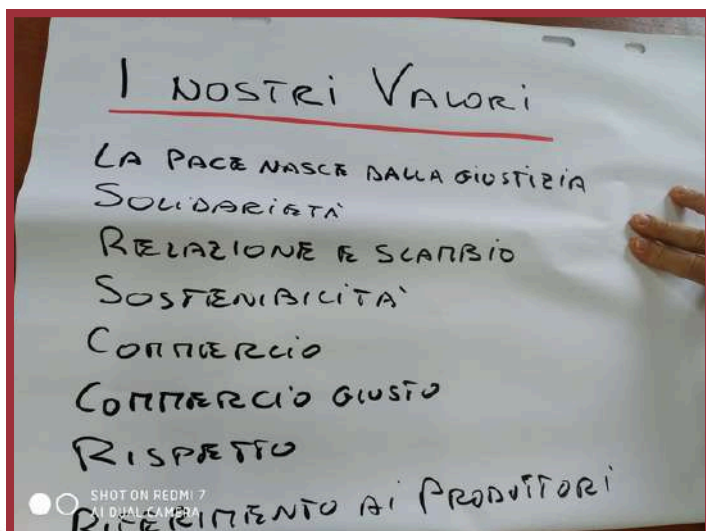 I NOSTRI VALORI
LA PACE NASCE DALLA GIUSTIZIA
SOLIDARIETÀ
RELAZIONE E SCAMBIO
SOSTENIBILITÀ
COMMERCIO
COMMERCIO GIUSTO
RISPETTO
RIFERIMENTO AI PRODUTTORI
SHOT ON REDMI 7
AI DUAL CAMERA